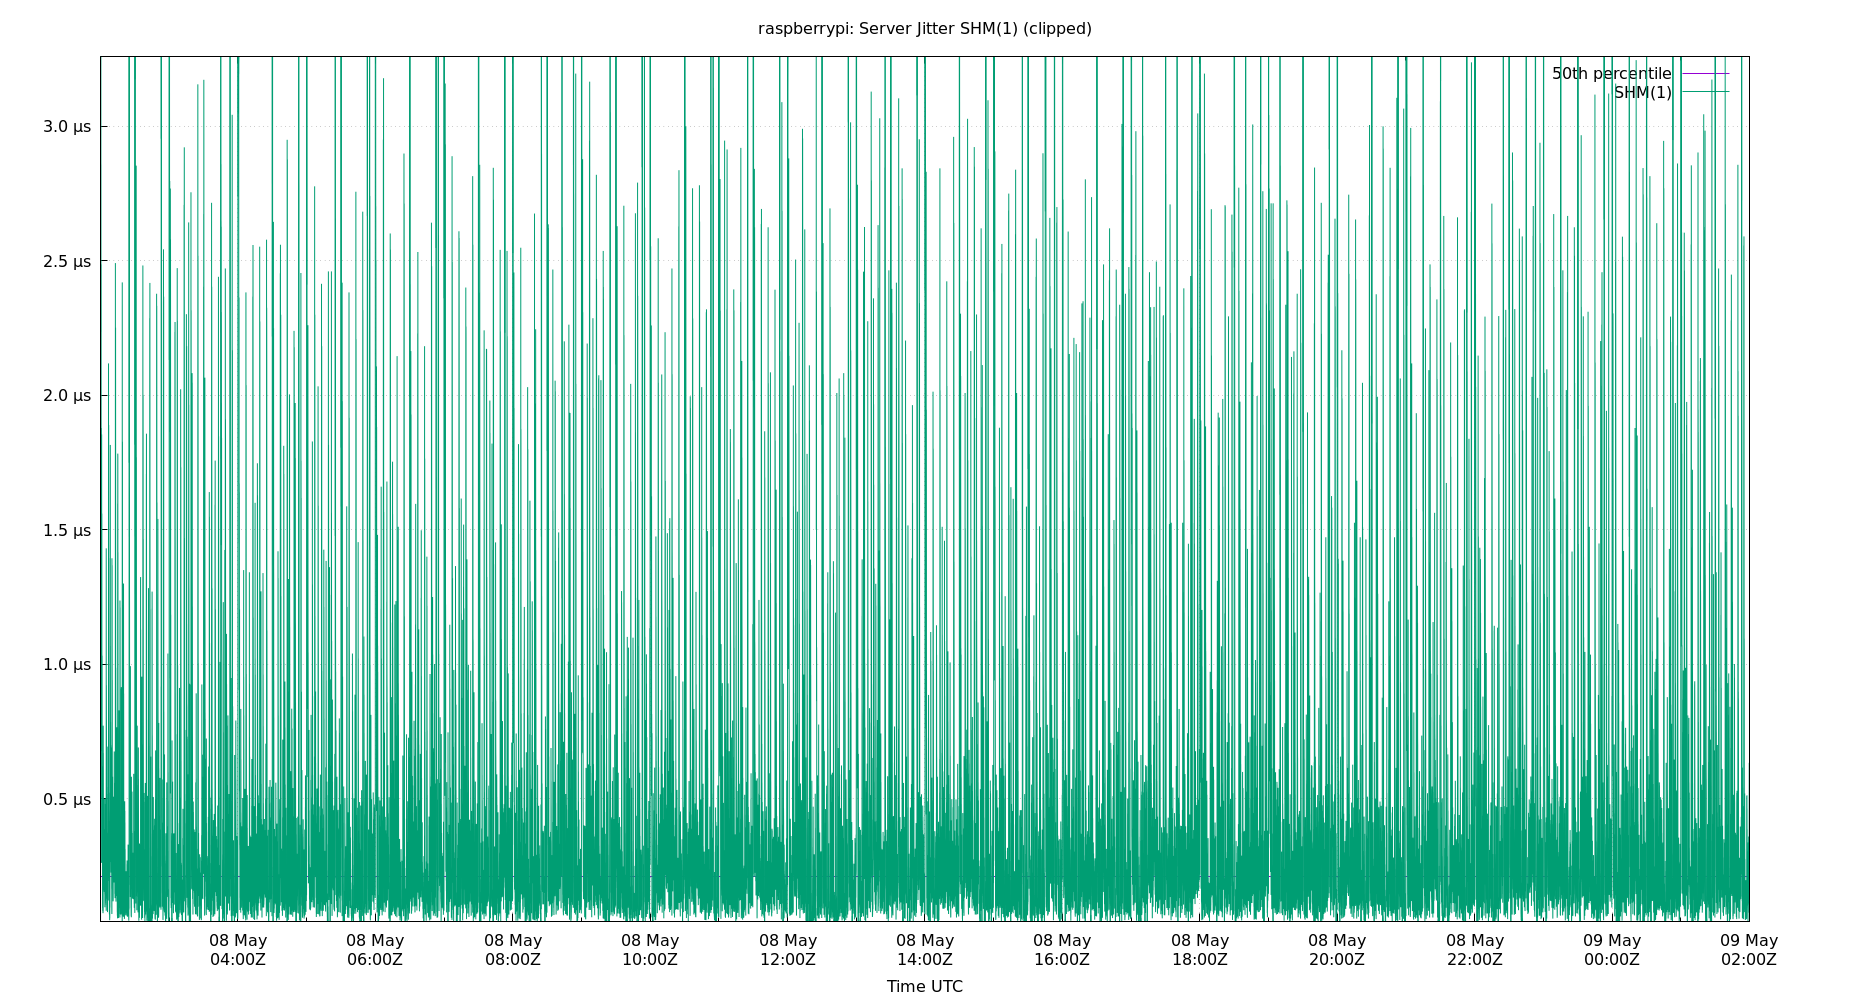 raspberrypi: Server Jitter SHM(1) (clipped)
50th percentile
SHM(1)
3.0 µs
2.5 µs
2.0 µs
1.5 µs
1.0 µs
0.5 µs
08 May 08 May 08 May 08 May 08 May 08 May 08 May 08 May 08 May 08 May 09 May 09 May
04:00Z 06:00Z 08:00Z 10:00Z 12:00Z 14:00Z 16:00Z 18:00Z 20:00Z 22:00Z 00:00Z 02:00Z
Time UTC